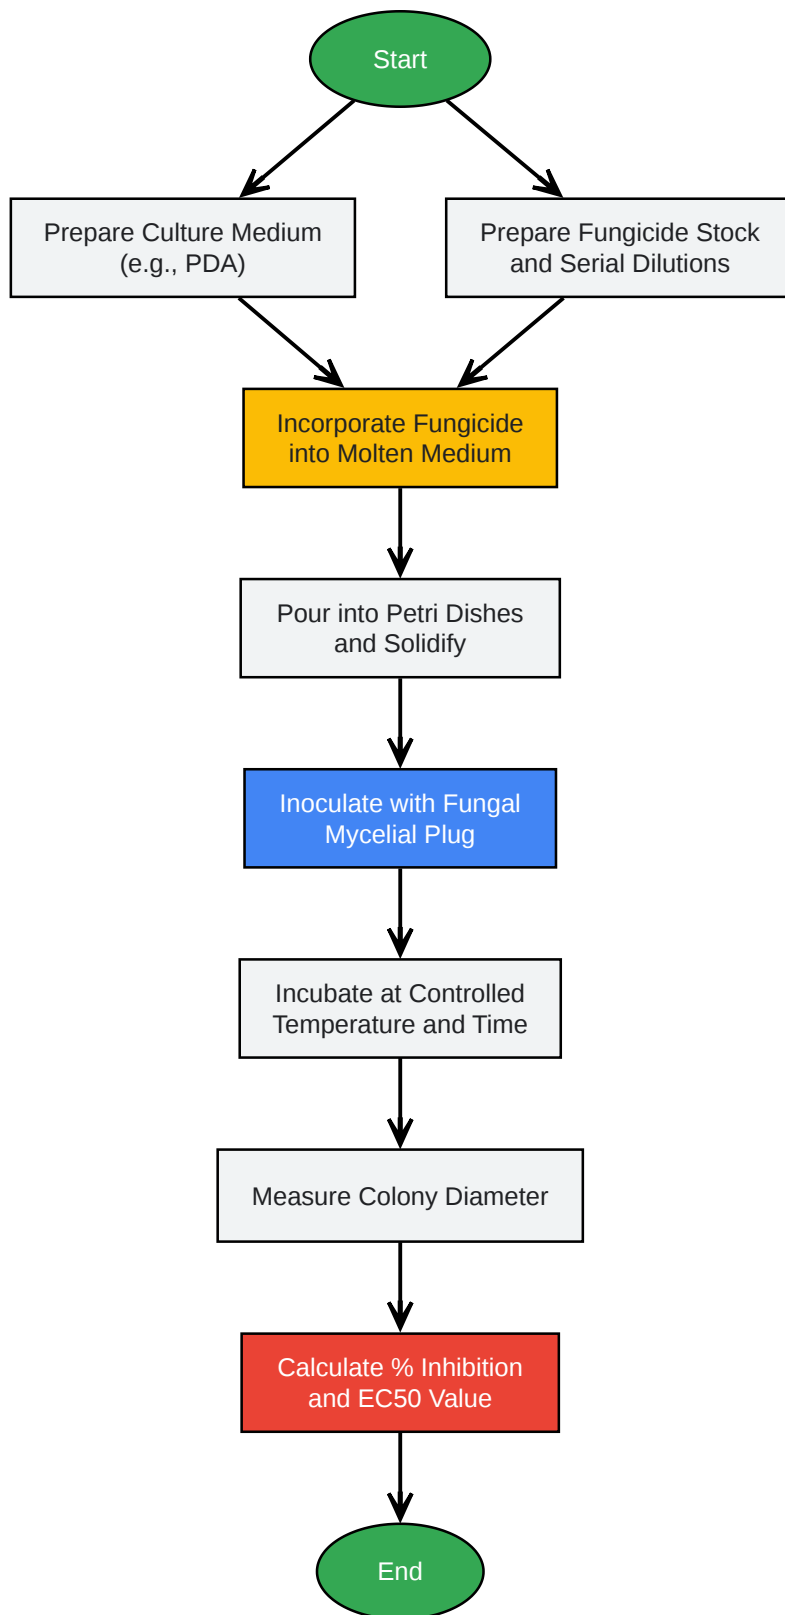 Start
Prepare Culture Medium
(e.g., PDA)
Prepare Fungicide Stock
and Serial Dilutions
Incorporate Fungicide
into Molten Medium
Pour into Petri Dishes
and Solidify
Inoculate with Fungal
Mycelial Plug
Incubate at Controlled
Temperature and Time
Measure Colony Diameter
Calculate % Inhibition
and EC50 Value
End